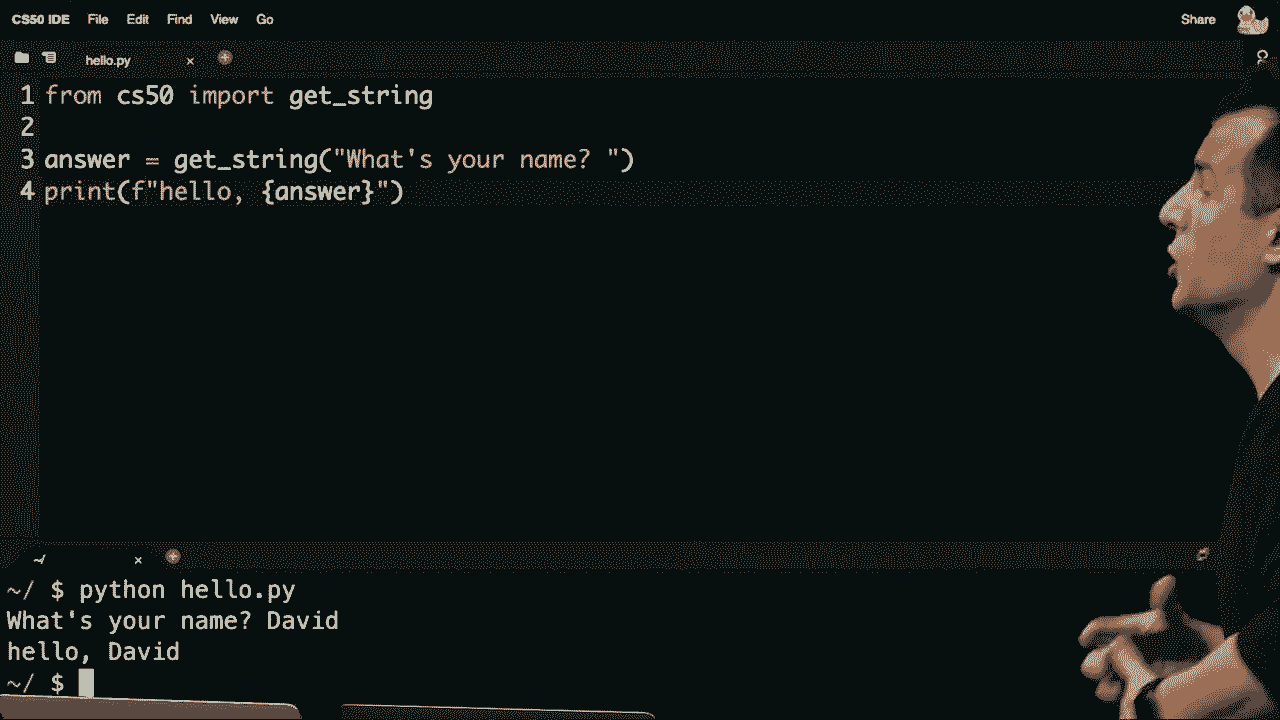 CS50 IDE File Edit Find View Go Share
hello.py ×
1 from cs50 import get_string
2
3 answer = get_string("What's your name? ")
4 print(f"hello, {answer}")
~/ ×
~/ $ python hello.py
What's your name? David
hello, David
~/ $